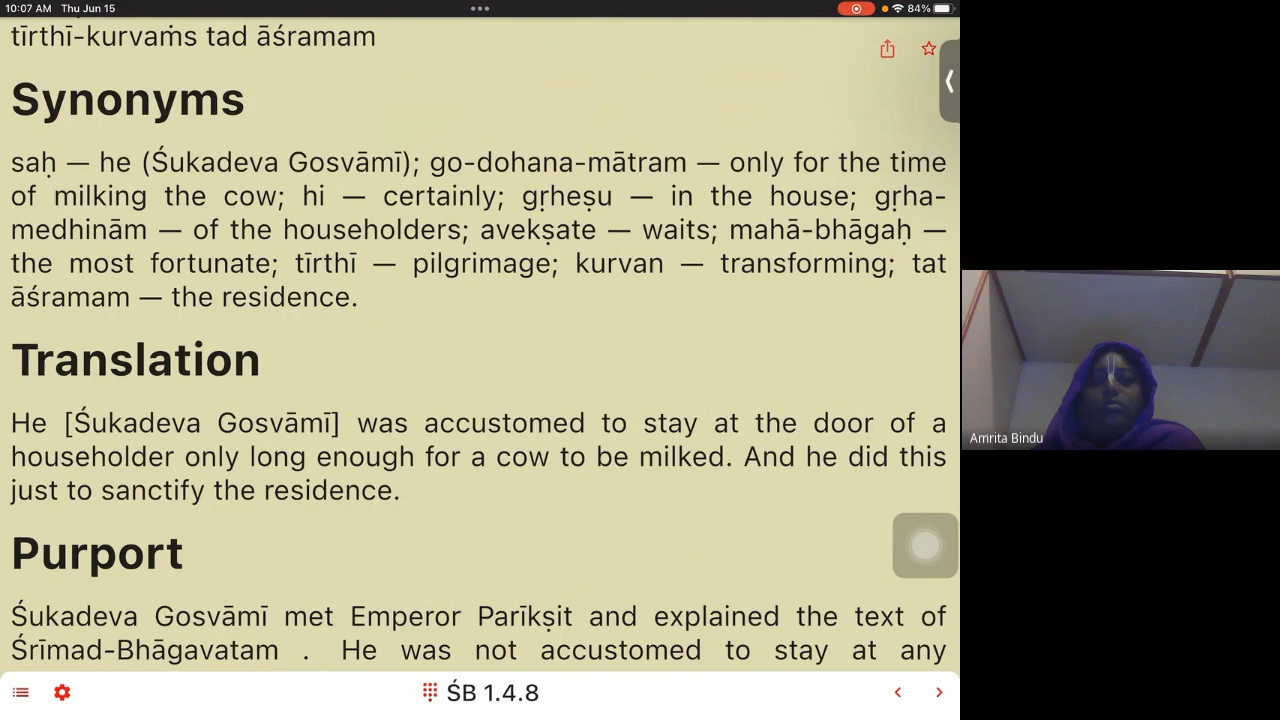 10:07 AM Thu Jun 15
84%
tīrthī-kurvaṁs tad āśramam
Synonyms
saḥ — he (Śukadeva Gosvāmī); go-dohana-mātram — only for the time
of milking the cow; hi — certainly; gṛheṣu — in the house; gṛha-
medhinām — of the householders; avekṣate — waits; mahā-bhāgaḥ —
the most fortunate; tīrthī — pilgrimage; kurvan — transforming; tat
āśramam — the residence.
Translation
He [Śukadeva Gosvāmī] was accustomed to stay at the door of a
householder only long enough for a cow to be milked. And he did this
just to sanctify the residence.
Purport
Śukadeva Gosvāmī met Emperor Parīkṣit and explained the text of
Śrīmad-Bhāgavatam . He was not accustomed to stay at any
ŚB 1.4.8
Amrita Bindu